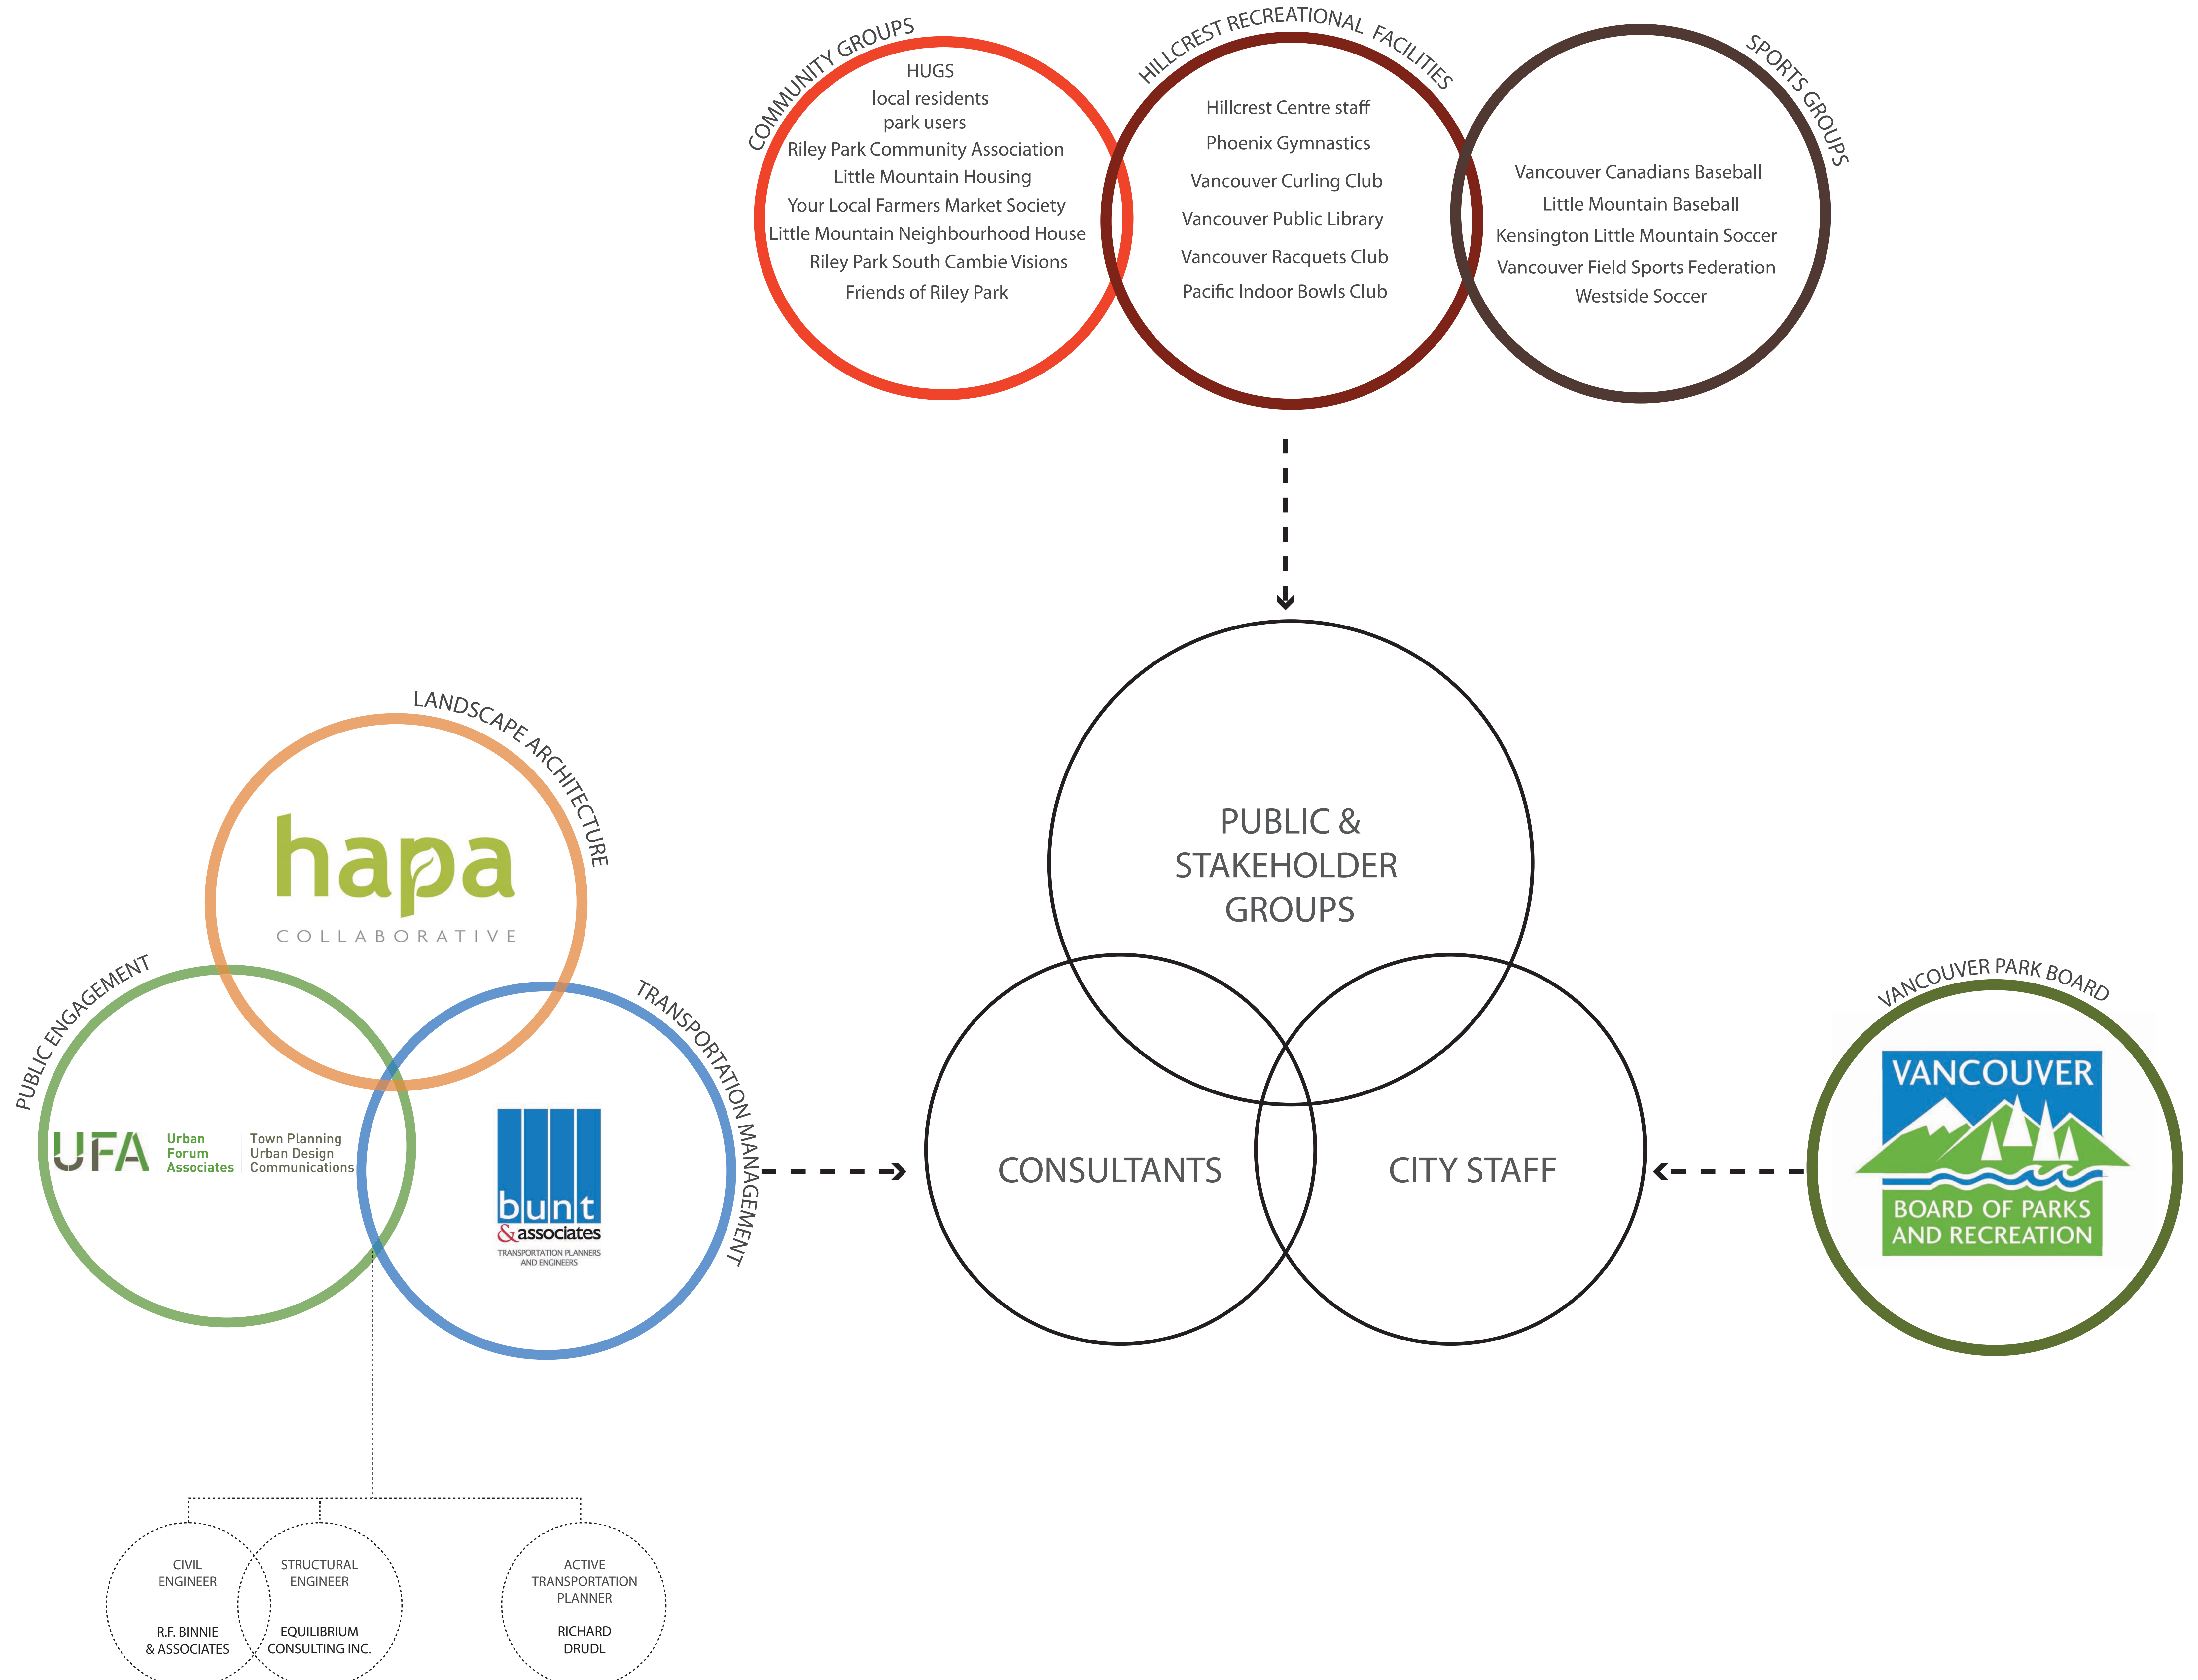 COMMUNITY GROUPS
HUGS
local residents
park users
Riley Park Community Association
Little Mountain Housing
Your Local Farmers Market Society
Little Mountain Neighbourhood House
Riley Park South Cambie Visions
Friends of Riley Park
HILLCREST RECREATIONAL FACILITIES
Hillcrest Centre staff
Phoenix Gymnastics
Vancouver Curling Club
Vancouver Public Library
Vancouver Racquets Club
Pacific Indoor Bowls Club
SPORTS GROUPS
Vancouver Canadians Baseball
Little Mountain Baseball
Kensington Little Mountain Soccer
Vancouver Field Sports Federation
Westside Soccer
PUBLIC &
STAKEHOLDER
GROUPS
CONSULTANTS
CITY STAFF
LANDSCAPE ARCHITECTURE
hapa
COLLABORATIVE
PUBLIC ENGAGEMENT
UFA
Urban
Forum
Associates
Town Planning
Urban Design
Communications
TRANSPORTATION MANAGEMENT
bunt
& associates
TRANSPORTATION PLANNERS
AND ENGINEERS
VANCOUVER PARK BOARD
VANCOUVER
BOARD OF PARKS
AND RECREATION
CIVIL
ENGINEER
R.F. BINNIE
& ASSOCIATES
STRUCTURAL
ENGINEER
EQUILIBRIUM
CONSULTING INC.
ACTIVE
TRANSPORTATION
PLANNER
RICHARD
DRUDL